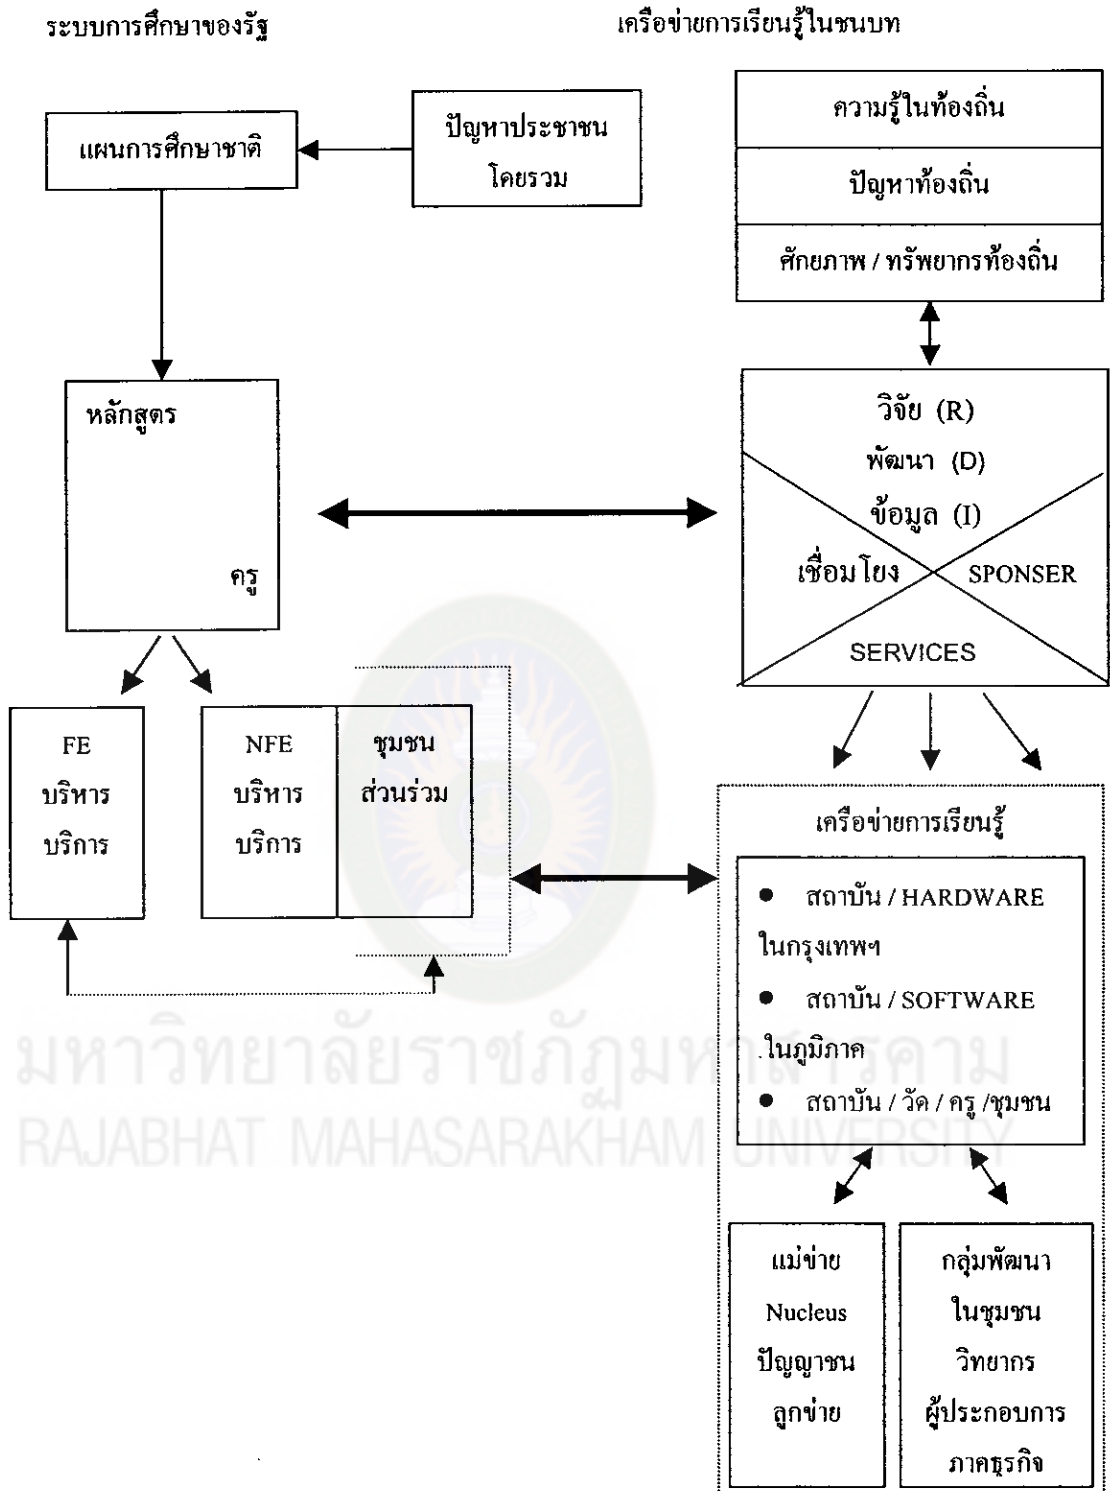 ระบบการศึกษาของรัฐ
เครือข่ายการเรียนรู้ในชนบท
แผนการศึกษาชาติ
ปัญหาประชาชน
โดยรวม
ความรู้ในท้องถิ่น
ปัญหาท้องถิ่น
ศักยภาพ / ทรัพยากรท้องถิ่น
หลักสูตร
ครู
วิจัย (R)
พัฒนา (D)
ข้อมูล (I)
เชื่อมโยง
SPONSER
SERVICES
FE
บริหาร
บริการ
NFE
บริหาร
บริการ
ชุมชน
ส่วนร่วม
เครือข่ายการเรียนรู้
● สถาบัน / HARDWARE
ในกรุงเทพฯ
● สถาบัน / SOFTWARE
.ในภูมิภาค
● สถาบัน / วัด / ครู /ชุมชน
มหาวิทยาลัยราชภัฏมหาสารคาม
RAJABHAT MAHASARAKHAM UNIVERSITY
แม่ข่าย
Nucleus
ปัญญาชน
ลูกข่าย
กลุ่มพัฒนา
ในชุมชน
วิทยากร
ผู้ประกอบการ
ภาคธุรกิจ